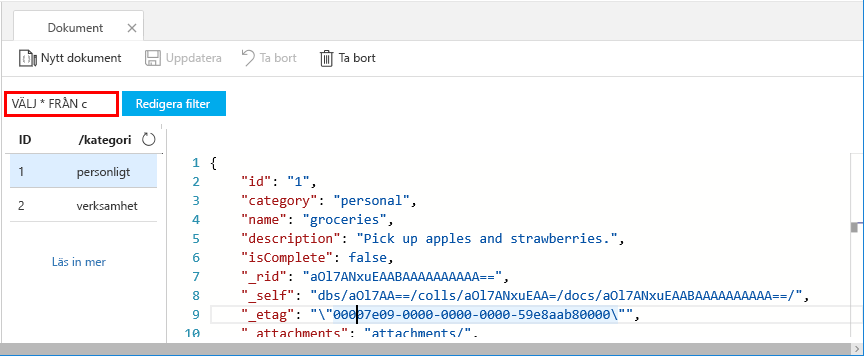 Dokument ×
Nytt dokument Uppdatera Ta bort Ta bort
VÄLJ * FRÅN c Redigera filter
ID /kategori
1 personligt
2 verksamhet
Läs in mer
1 {
2 "id": "1",
3 "category": "personal",
4 "name": "groceries",
5 "description": "Pick up apples and strawberries.",
6 "isComplete": false,
7 "_rid": "aOl7ANxuEAABAAAAAAAAAA==",
8 "_self": "dbs/aOl7AA==/colls/aOl7ANxuEAA=/docs/aOl7ANxuEAABAAAAAAAAAA==/",
9 "_etag": "\"00007e09-0000-0000-0000-59e8aab80000\"",
10 "_attachments": "attachments/",